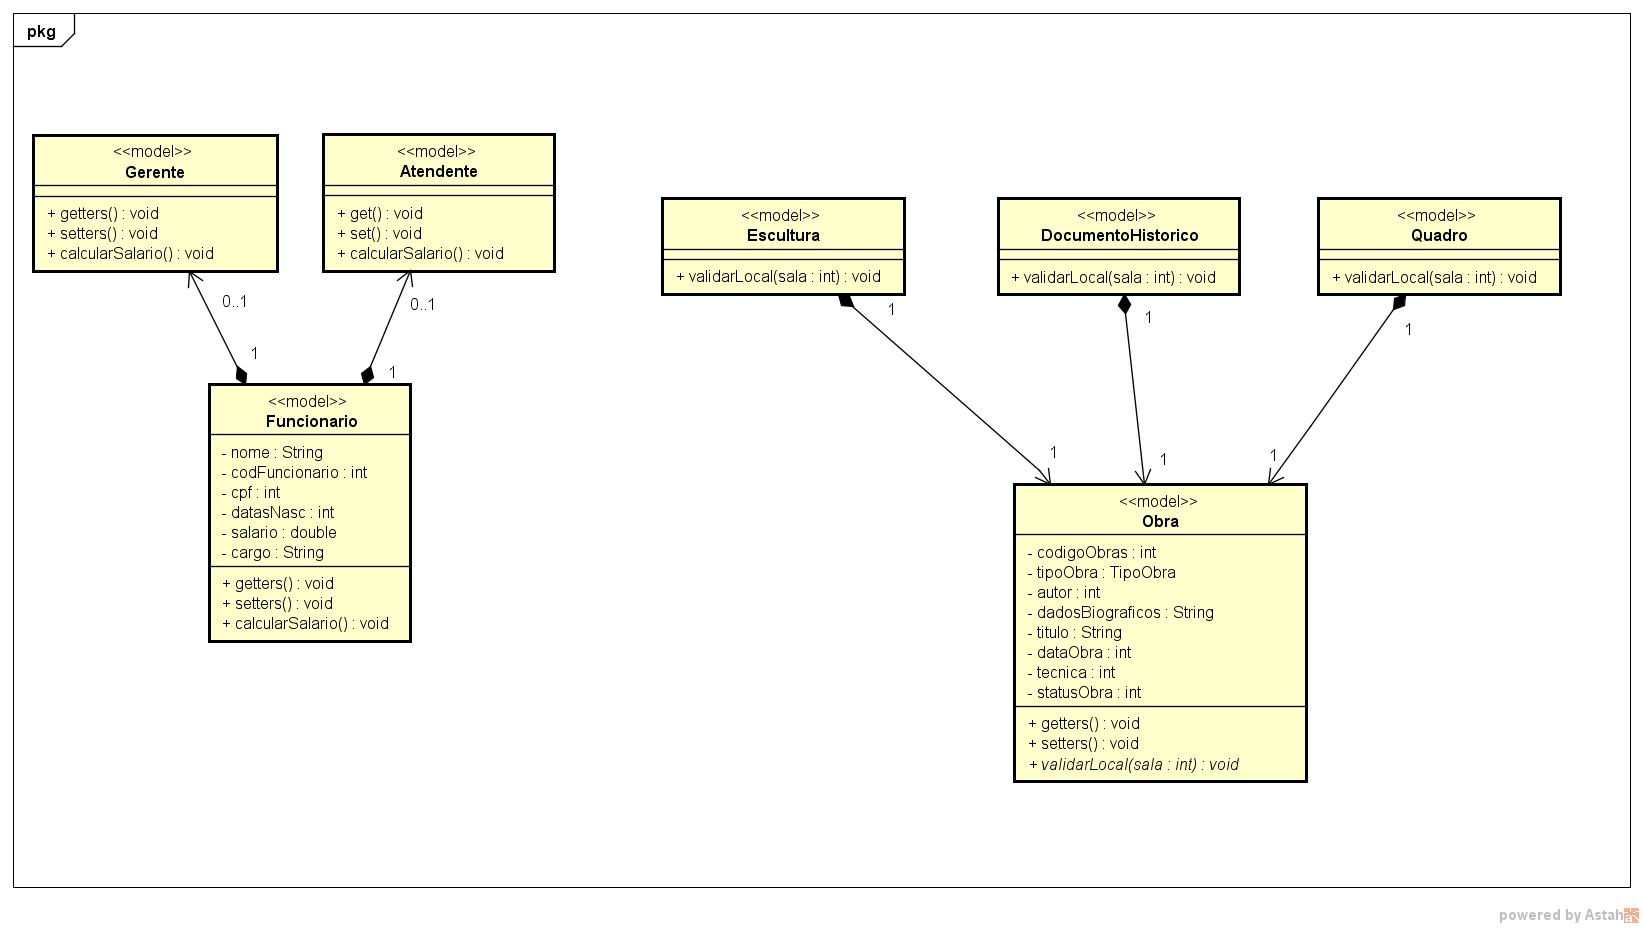 pkg
<<model>>
Gerente
+ getters() : void
+ setters() : void
+ calcularSalario() : void
<<model>>
Atendente
+ get() : void
+ set() : void
+ calcularSalario() : void
0..1
1
0..1
1
<<model>>
Funcionario
- nome : String
- codFuncionario : int
- cpf : int
- datasNasc : int
- salario : double
- cargo : String
+ getters() : void
+ setters() : void
+ calcularSalario() : void
<<model>>
Escultura
+ validarLocal(sala : int) : void
<<model>>
DocumentoHistorico
+ validarLocal(sala : int) : void
<<model>>
Quadro
+ validarLocal(sala : int) : void
1
1
1
1
1
1
<<model>>
Obra
- codigoObras : int
- tipoObra : TipoObra
- autor : int
- dadosBiograficos : String
- titulo : String
- dataObra : int
- tecnica : int
- statusObra : int
+ getters() : void
+ setters() : void
+ validarLocal(sala : int) : void
powered by Astah